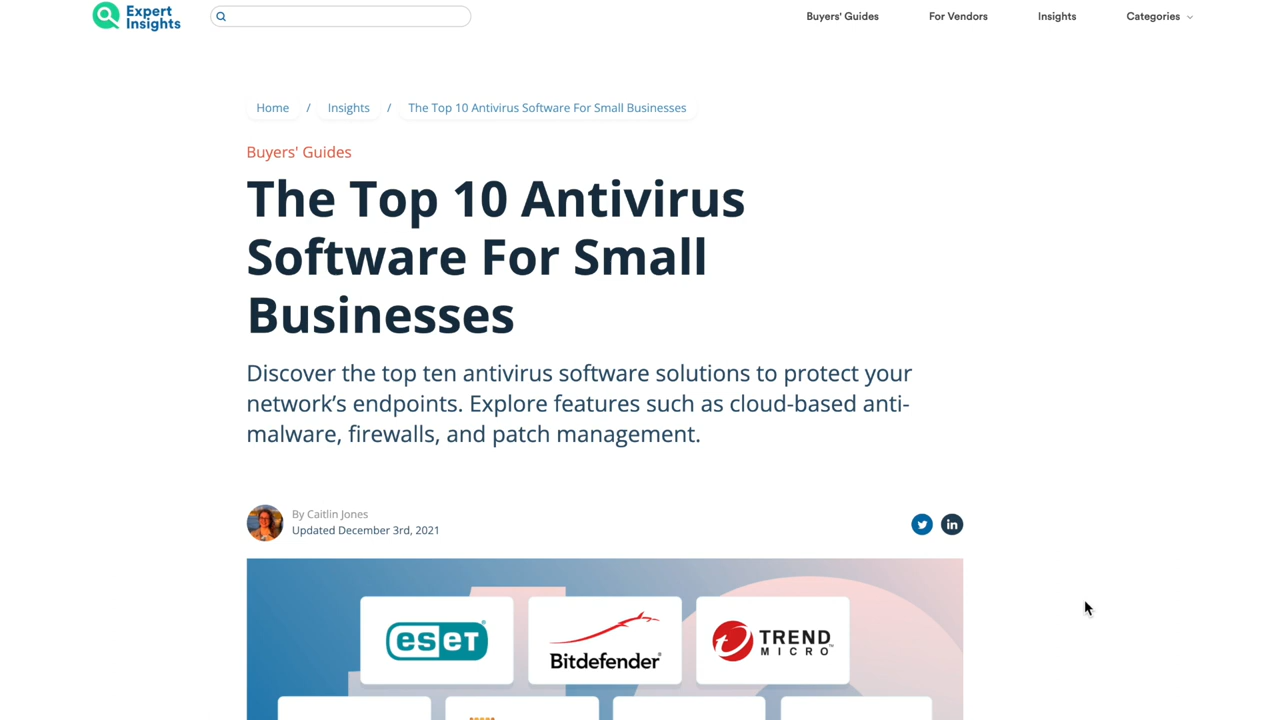 Expert
Insights
Buyers' Guides
For Vendors
Insights
Categories
Home / Insights / The Top 10 Antivirus Software For Small Businesses
Buyers' Guides
The Top 10 Antivirus
Software For Small
Businesses
Discover the top ten antivirus software solutions to protect your
network’s endpoints. Explore features such as cloud-based anti-
malware, firewalls, and patch management.
By Caitlin Jones
Updated December 3rd, 2021
in
eseT
Bitdefender
TREND
MICRO